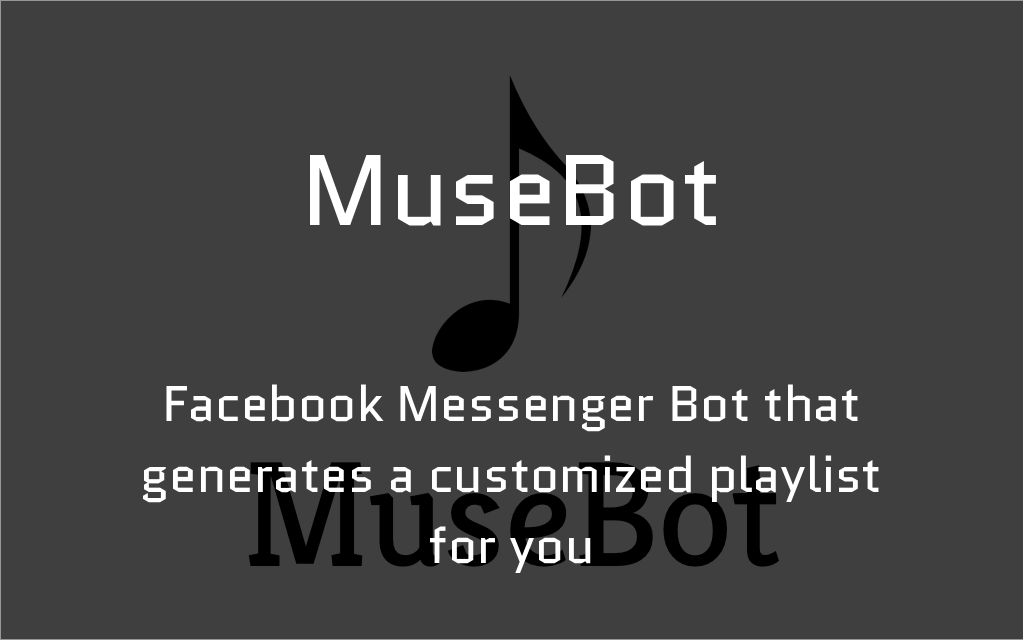 MuseBot
Facebook Messenger Bot that
generates a customized playlist
MuseBot
for you